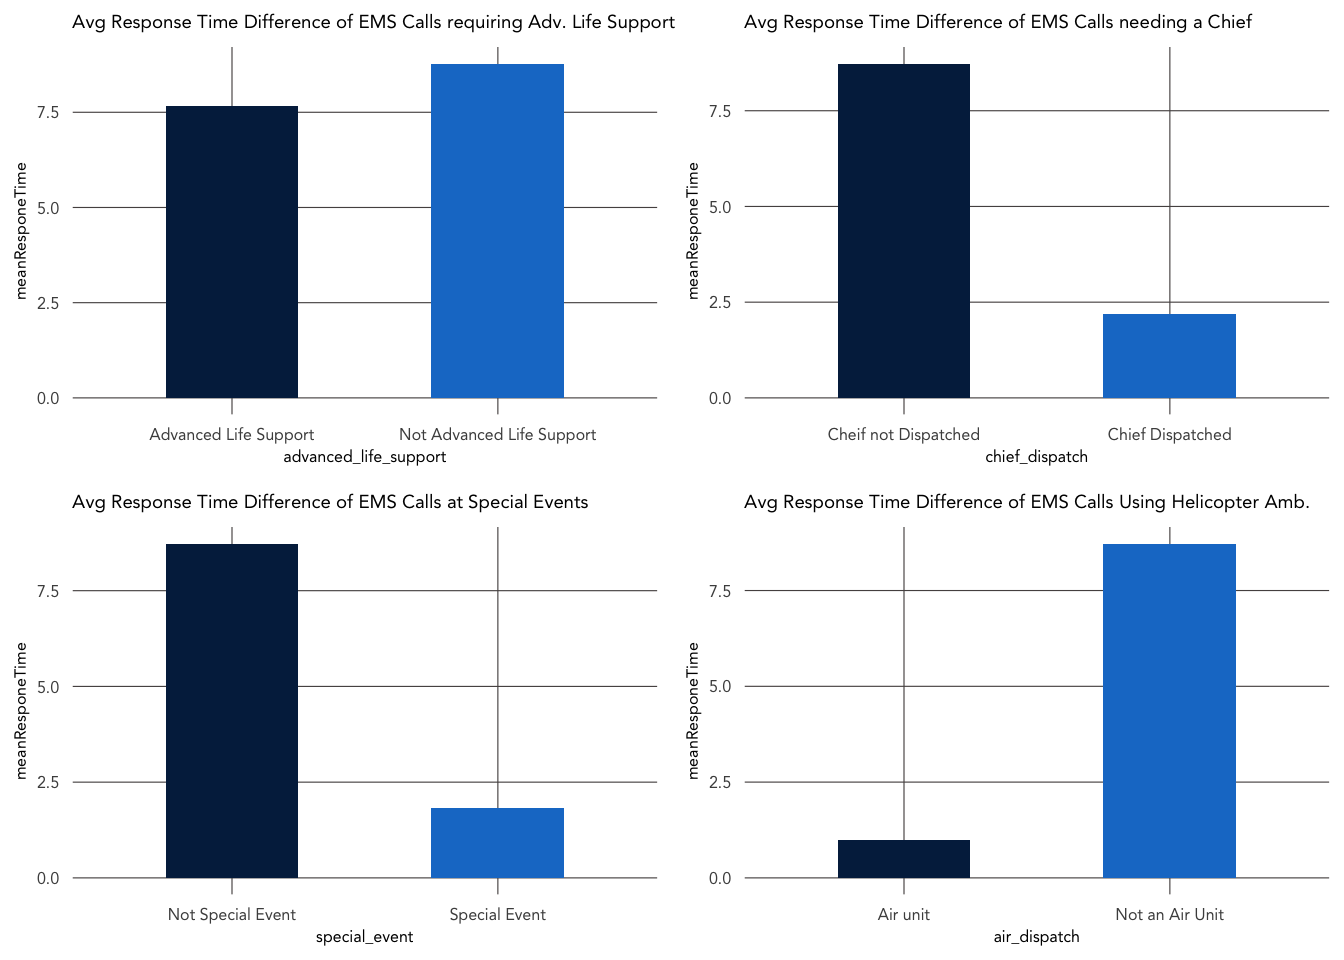 Avg Response Time Difference of EMS Calls requiring Adv. Life Support
meanResponeTime
7.5
5.0
2.5
0.0
Advanced Life Support
Not Advanced Life Support
advanced_life_support
Avg Response Time Difference of EMS Calls needing a Chief
meanResponeTime
7.5
5.0
2.5
0.0
Cheif not Dispatched
Chief Dispatched
chief_dispatch
Avg Response Time Difference of EMS Calls at Special Events
meanResponeTime
7.5
5.0
2.5
0.0
Not Special Event
Special Event
special_event
Avg Response Time Difference of EMS Calls Using Helicopter Amb.
meanResponeTime
7.5
5.0
2.5
0.0
Air unit
Not an Air Unit
air_dispatch